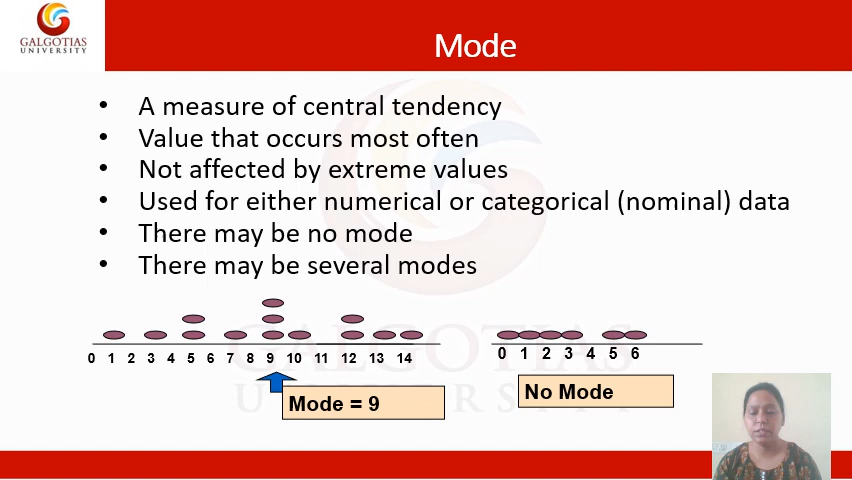 GALGOTIAS
UNIVERSITY
Mode
• A measure of central tendency
• Value that occurs most often
• Not affected by extreme values
• Used for either numerical or categorical (nominal) data
• There may be no mode
• There may be several modes
GALGOTIAS
UNIVERSITY
0 1 2 3 4 5 6 7 8 9 10 11 12 13 14
0 1 2 3 4 5 6
Mode = 9
No Mode